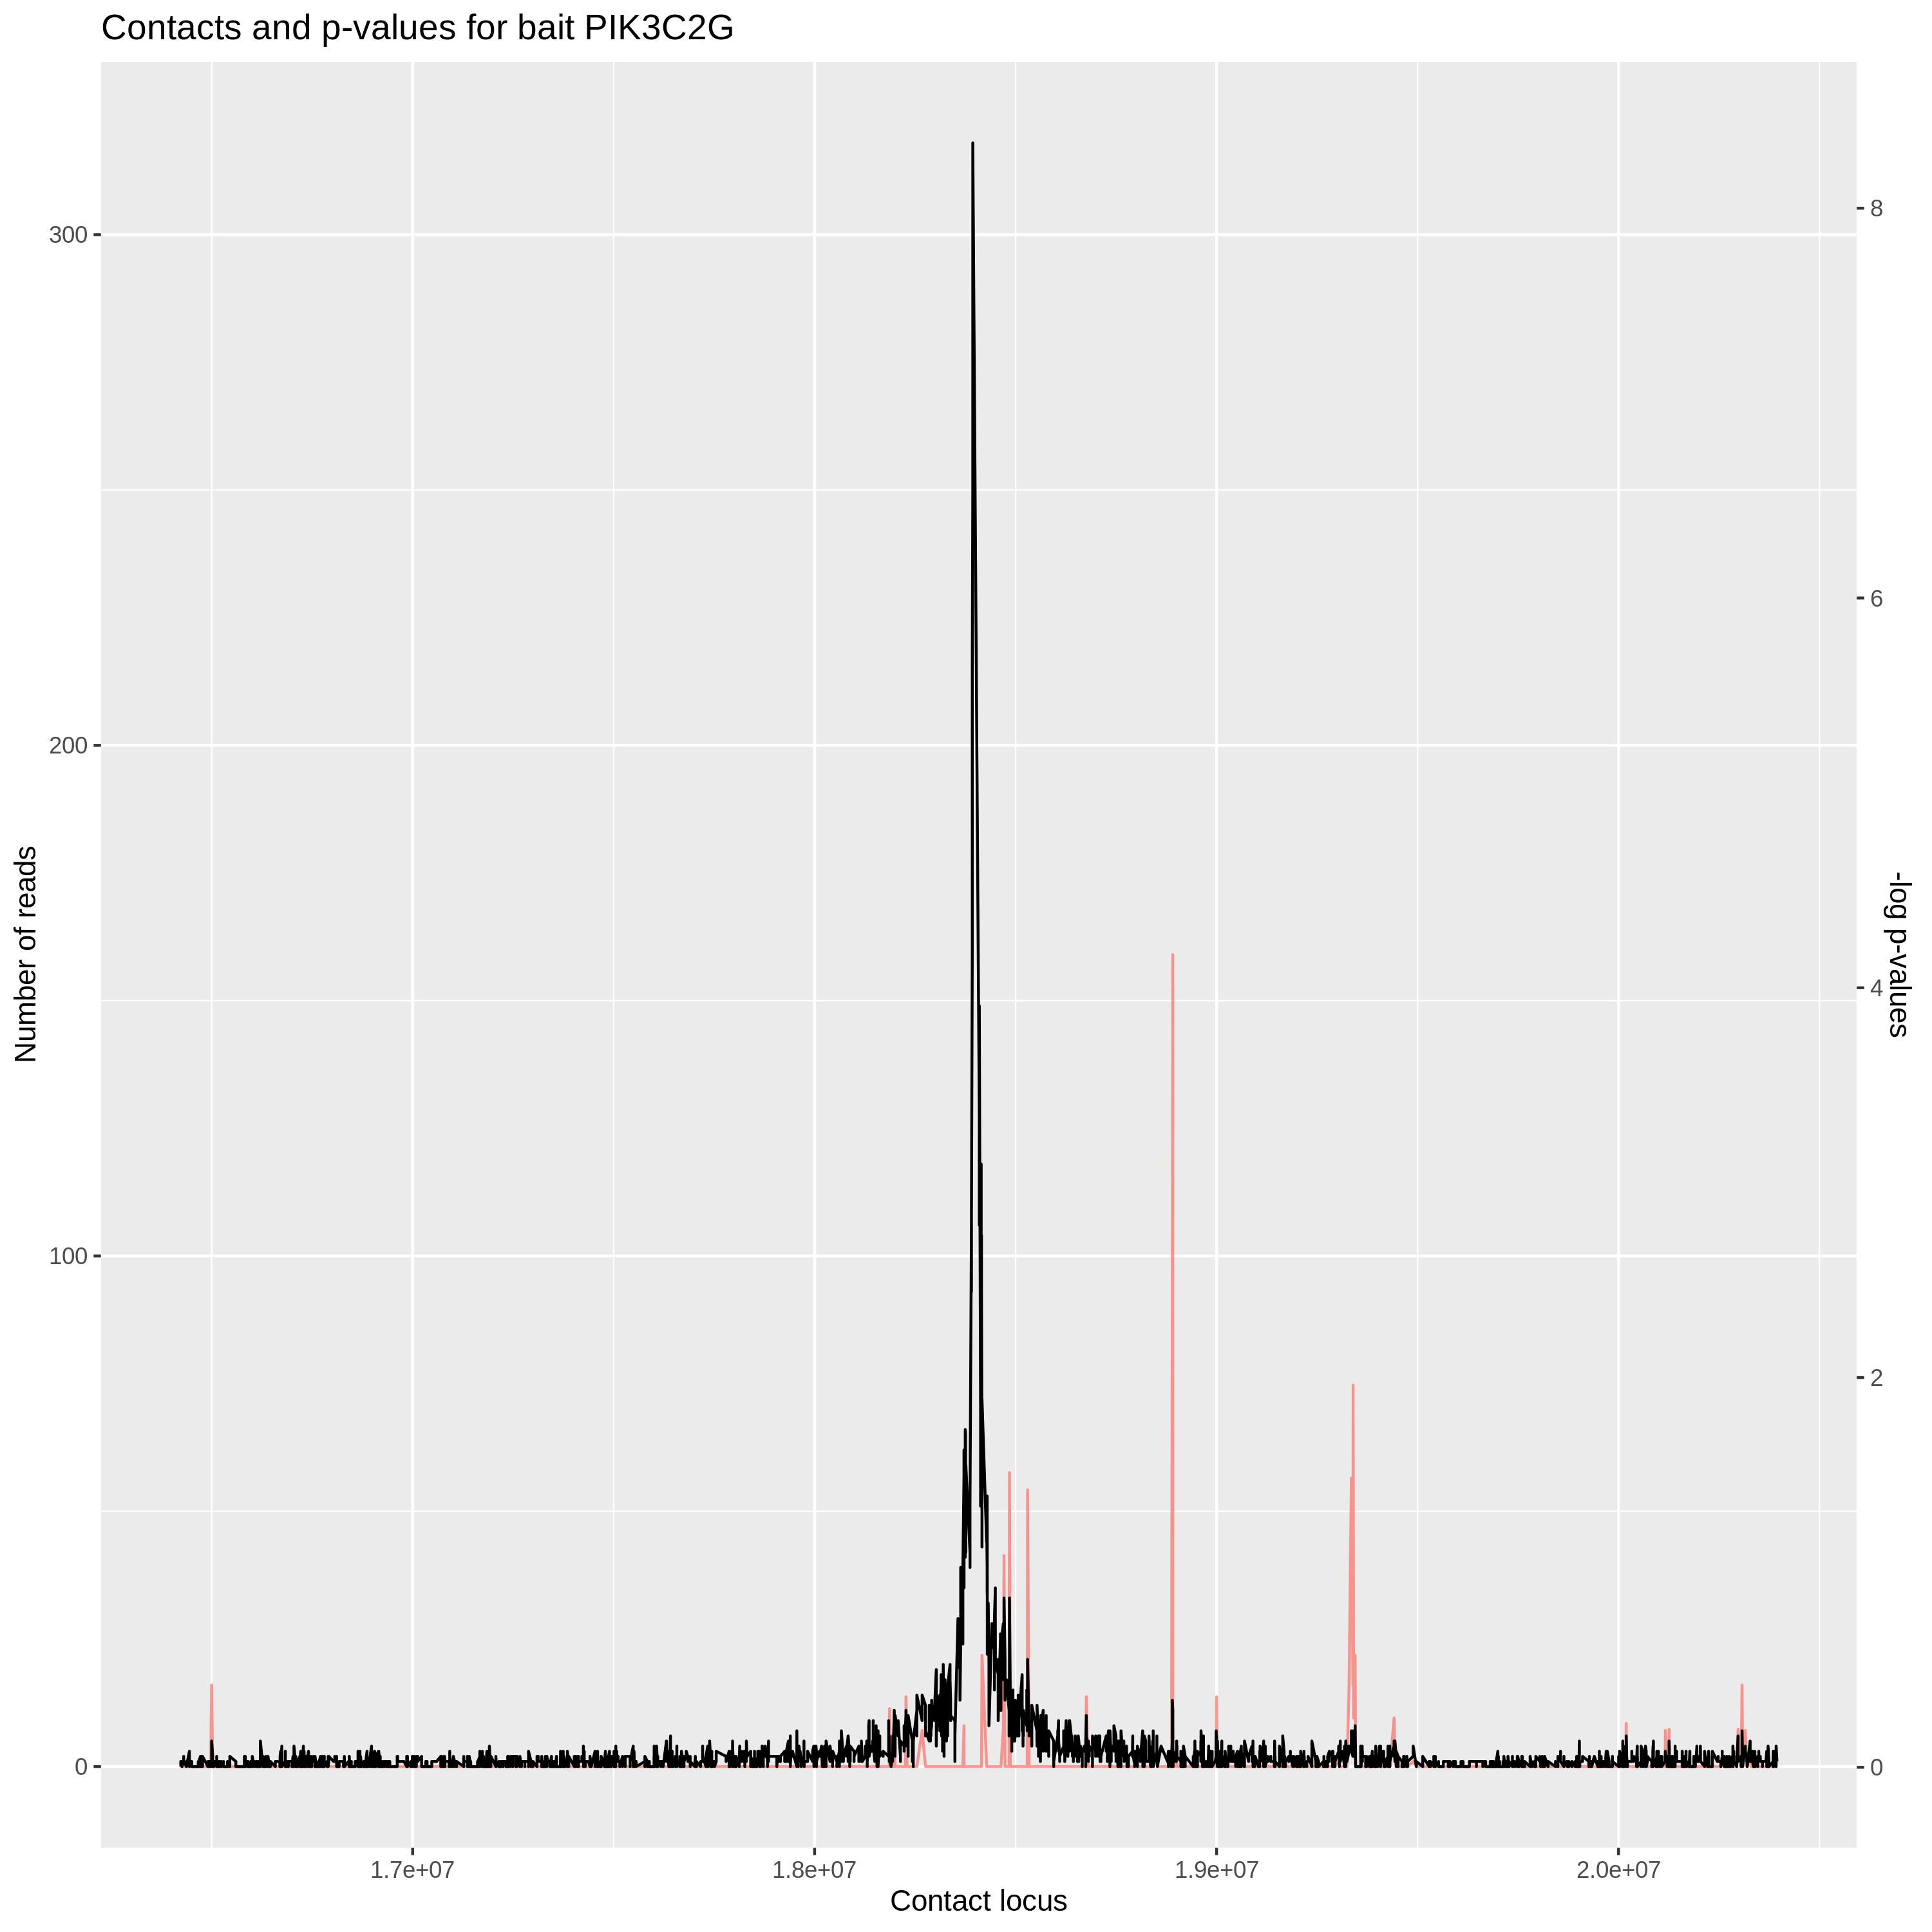 Contacts and p-values for bait PIK3C2G
300
200
100
0
Number of reads
8
6
4
2
0
-log p-values
1.7e+07
1.8e+07
1.9e+07
2.0e+07
Contact locus